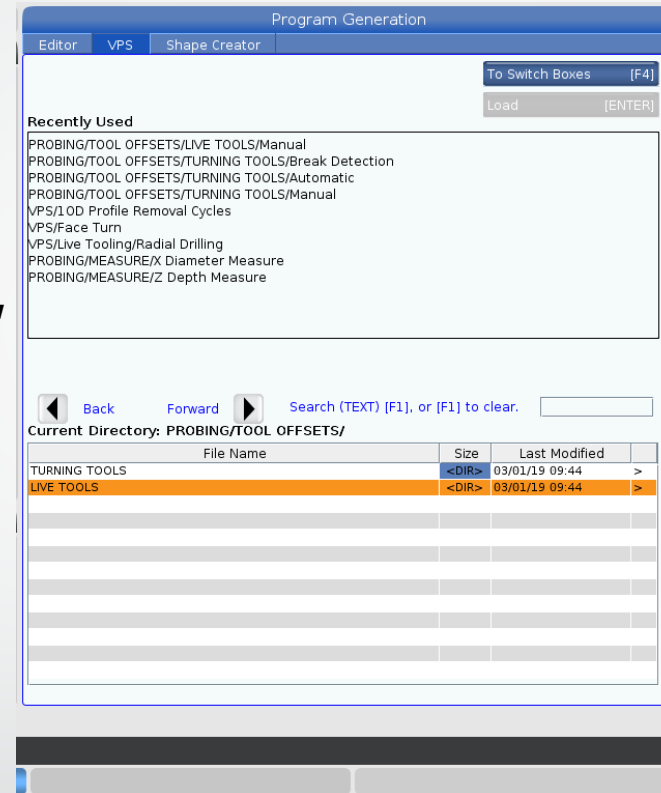 Program Generation
Editor VPS Shape Creator
To Switch Boxes [F4]
Load [ENTER]
Recently Used
PROBING/TOOL OFFSETS/LIVE TOOLS/Manual
PROBING/TOOL OFFSETS/TURNING TOOLS/Break Detection
PROBING/TOOL OFFSETS/TURNING TOOLS/Automatic
PROBING/TOOL OFFSETS/TURNING TOOLS/Manual
VPS/1OD Profile Removal Cycles
VPS/Face Turn
VPS/Live Tooling/Radial Drilling
PROBING/MEASURE/X Diameter Measure
PROBING/MEASURE/Z Depth Measure
Back Forward Search (TEXT) [F1], or [F1] to clear.
Current Directory: PROBING/TOOL OFFSETS/
File Name Size Last Modified
TURNING TOOLS <DIR> 03/01/19 09:44 >
LIVE TOOLS <DIR> 03/01/19 09:44 >